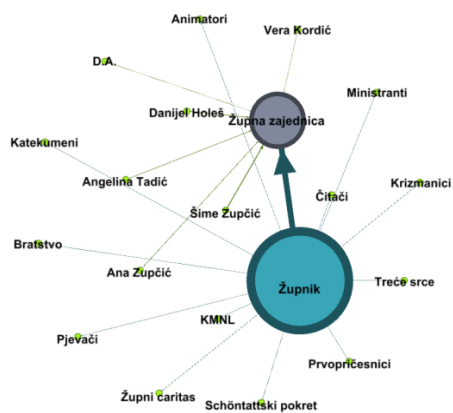 Animatori
Vera Kordić
D.A.
Ministranti
Danijel Holeš
Župna zajednica
Katekumeni
Angelina Tadić
Krizmanici
Čitači
Šime Zupčić
Bratstvo
Ana Zupčić
Treće srce
Župnik
KMNL
Pjevači
Prvopričesnici
Župni caritas
Schöntattski pokret